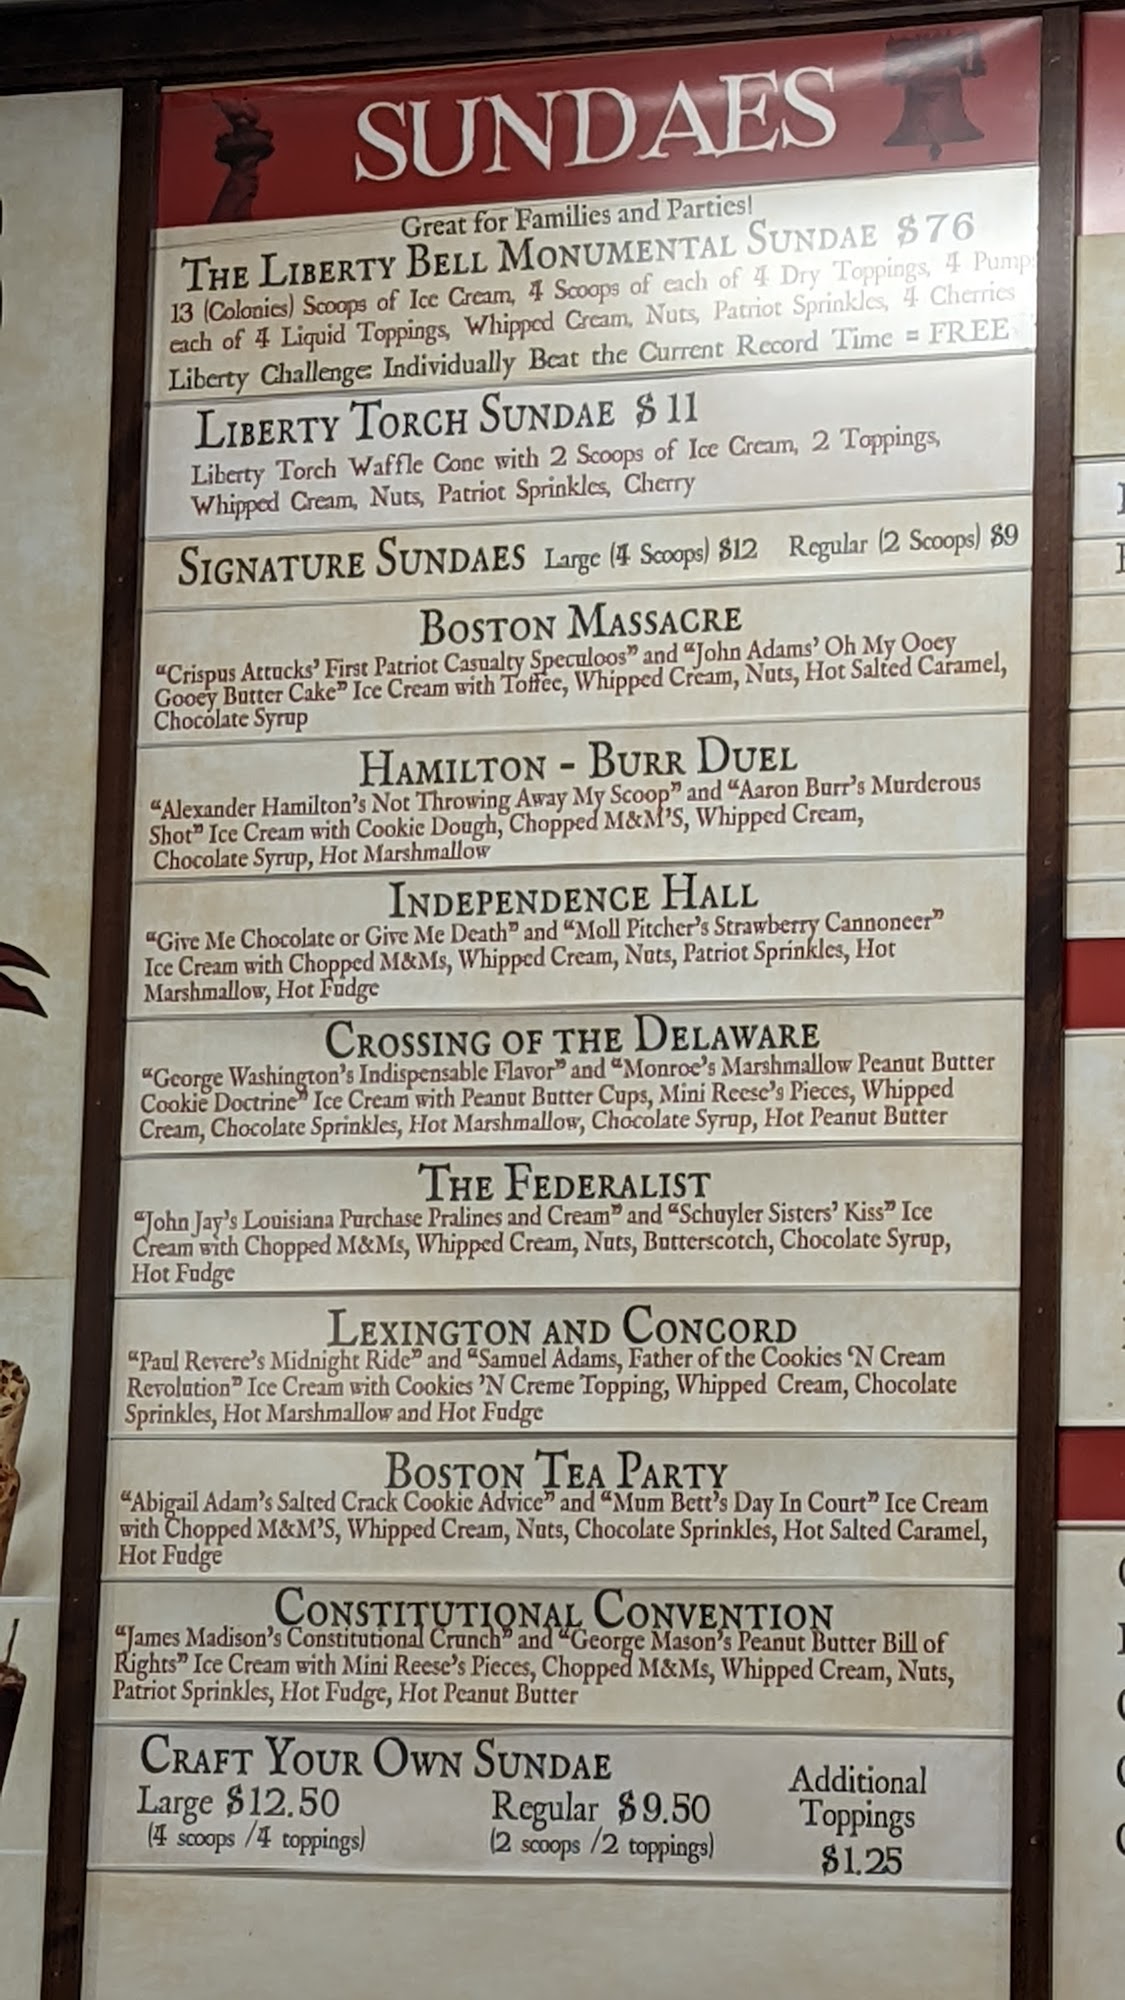 SUNDAES
Great for Families and Parties!
THE LIBERTY BELL MONUMENTAL SUNDAE $76
13 (Colonies) Scoops of Ice Cream, 4 Scoops of each of 4 Dry Toppings, 4 Pumps
each of 4 Liquid Toppings, Whipped Cream, Nuts, Patriot Sprinkles, 4 Cherries
Liberty Challenge: Individually Beat the Current Record Time = FREE
LIBERTY TORCH SUNDAE $11
Liberty Torch Waffle Cone with 2 Scoops of Ice Cream, 2 Toppings,
Whipped Cream, Nuts, Patriot Sprinkles, Cherry
SIGNATURE SUNDAES Large (4 Scoops) $12 Regular (2 Scoops) $9
BOSTON MASSACRE
"Crispus Attucks' First Patriot Casualty Speculoos" and "John Adams' Oh My Ooey
Gooey Butter Cake" Ice Cream with Toffee, Whipped Cream, Nuts, Hot Salted Caramel,
Chocolate Syrup
HAMILTON - BURR DUEL
"Alexander Hamilton's Not Throwing Away My Scoop" and "Aaron Burr's Murderous
Shot" Ice Cream with Cookie Dough, Chopped M&M'S, Whipped Cream,
Chocolate Syrup, Hot Marshmallow
INDEPENDENCE HALL
"Give Me Chocolate or Give Me Death" and "Moll Pitcher's Strawberry Cannoneer"
Ice Cream with Chopped M&Ms, Whipped Cream, Nuts, Patriot Sprinkles, Hot
Marshmallow, Hot Fudge
CROSSING OF THE DELAWARE
"George Washington's Indispensable Flavor" and "Monroe's Marshmallow Peanut Butter
Cookie Doctrine" Ice Cream with Peanut Butter Cups, Mini Reese's Pieces, Whipped
Cream, Chocolate Sprinkles, Hot Marshmallow, Chocolate Syrup, Hot Peanut Butter
THE FEDERALIST
"John Jay's Louisiana Purchase Pralines and Cream" and "Schuyler Sisters' Kiss" Ice
Cream with Chopped M&Ms, Whipped Cream, Nuts, Butterscotch, Chocolate Syrup,
Hot Fudge
LEXINGTON AND CONCORD
"Paul Revere's Midnight Ride" and "Samuel Adams, Father of the Cookies 'N Cream
Revolution" Ice Cream with Cookies 'N Creme Topping, Whipped Cream, Chocolate
Sprinkles, Hot Marshmallow and Hot Fudge
BOSTON TEA PARTY
"Abigail Adam's Salted Crack Cookie Advice" and "Mum Bett's Day In Court" Ice Cream
with Chopped M&M'S, Whipped Cream, Nuts, Chocolate Sprinkles, Hot Salted Caramel,
Hot Fudge
CONSTITUTIONAL CONVENTION
"James Madison's Constitutional Crunch" and "George Mason's Peanut Butter Bill of
Rights" Ice Cream with Mini Reese's Pieces, Chopped M&Ms, Whipped Cream, Nuts,
Patriot Sprinkles, Hot Fudge, Hot Peanut Butter
CRAFT YOUR OWN SUNDAE
Large $12.50
(4 scoops /4 toppings)
Regular $9.50
(2 scoops /2 toppings)
Additional
Toppings
$1.25